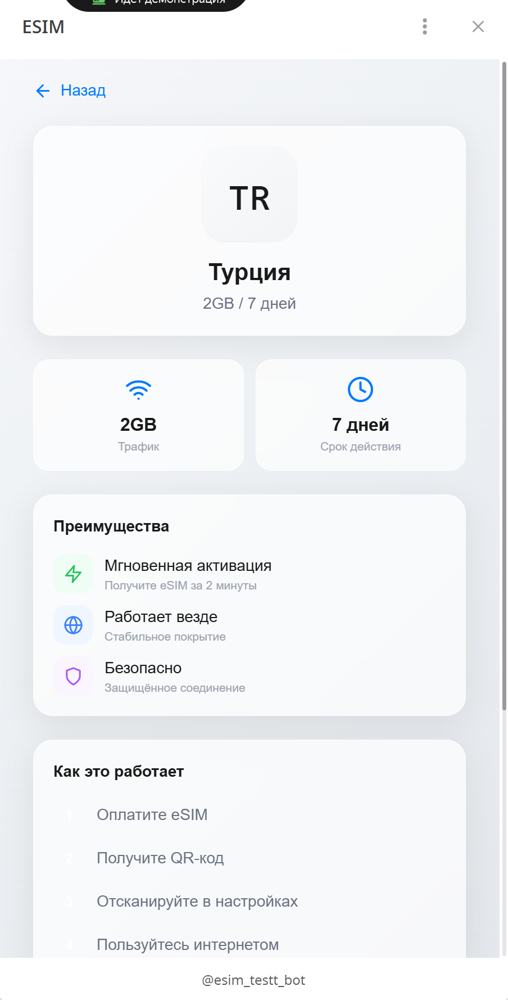 Идет демонстрация
ESIM
Назад
TR
Турция
2GB / 7 дней
2GB
Трафик
7 дней
Срок действия
Преимущества
Мгновенная активация
Получите eSIM за 2 минуты
Работает везде
Стабильное покрытие
Безопасно
Защищённое соединение
Как это работает
1 Оплатите eSIM
2 Получите QR-код
3 Отсканируйте в настройках
4 Пользуйтесь интернетом
@esim_testt_bot